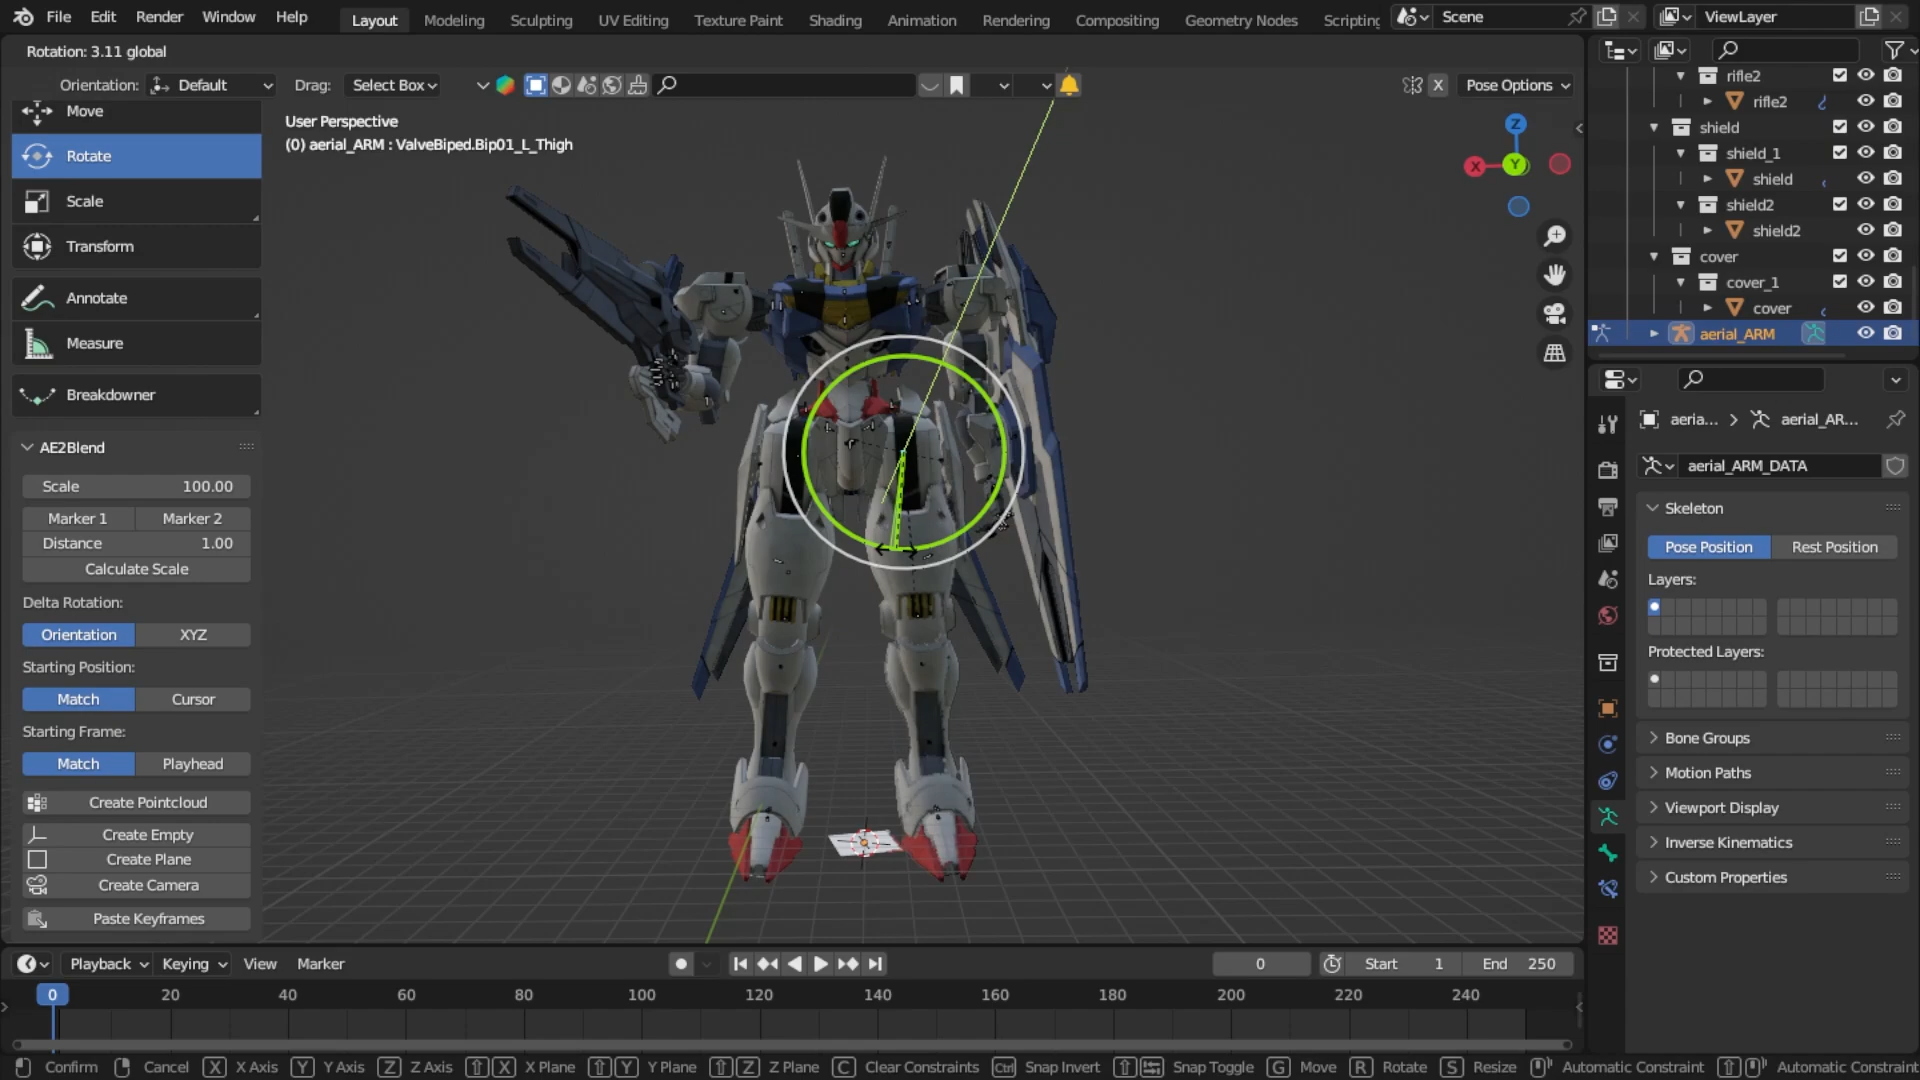 File Edit Render Window Help Layout Modeling Sculpting UV Editing Texture Paint Shading Animation Rendering Compositing Geometry Nodes Scripting Scene ViewLayer
Rotation: 3.11 global
Orientation: Default Drag: Select Box X Pose Options
Move
Rotate
Scale
Transform
Annotate
Measure
Breakdowner
AE2Blend
Scale 100.00
Marker 1 Marker 2
Distance 1.00
Calculate Scale
Delta Rotation:
Orientation XYZ
Starting Position:
Match Cursor
Starting Frame:
Match Playhead
Create Pointcloud
Create Empty
Create Plane
Create Camera
Paste Keyframes
User Perspective
(0) aerial_ARM : ValveBiped.Bip01_L_Thigh
Z
X Y
rifle2
rifle2
shield
shield_1
shield
shield2
shield2
cover
cover_1
cover
aerial_ARM
aeria... > aerial_AR...
aerial_ARM_DATA
Skeleton
Pose Position Rest Position
Layers:
Protected Layers:
Bone Groups
Motion Paths
Viewport Display
Inverse Kinematics
Custom Properties
Playback Keying View Marker 0 Start 1 End 250
0 20 40 60 80 100 120 140 160 180 200 220 240
Confirm Cancel X X Axis Y Y Axis Z Z Axis X X Plane Y Y Plane Z Z Plane C Clear Constraints Ctrl Snap Invert Snap Toggle G Move R Rotate S Resize Automatic Constraint Automatic Constraint